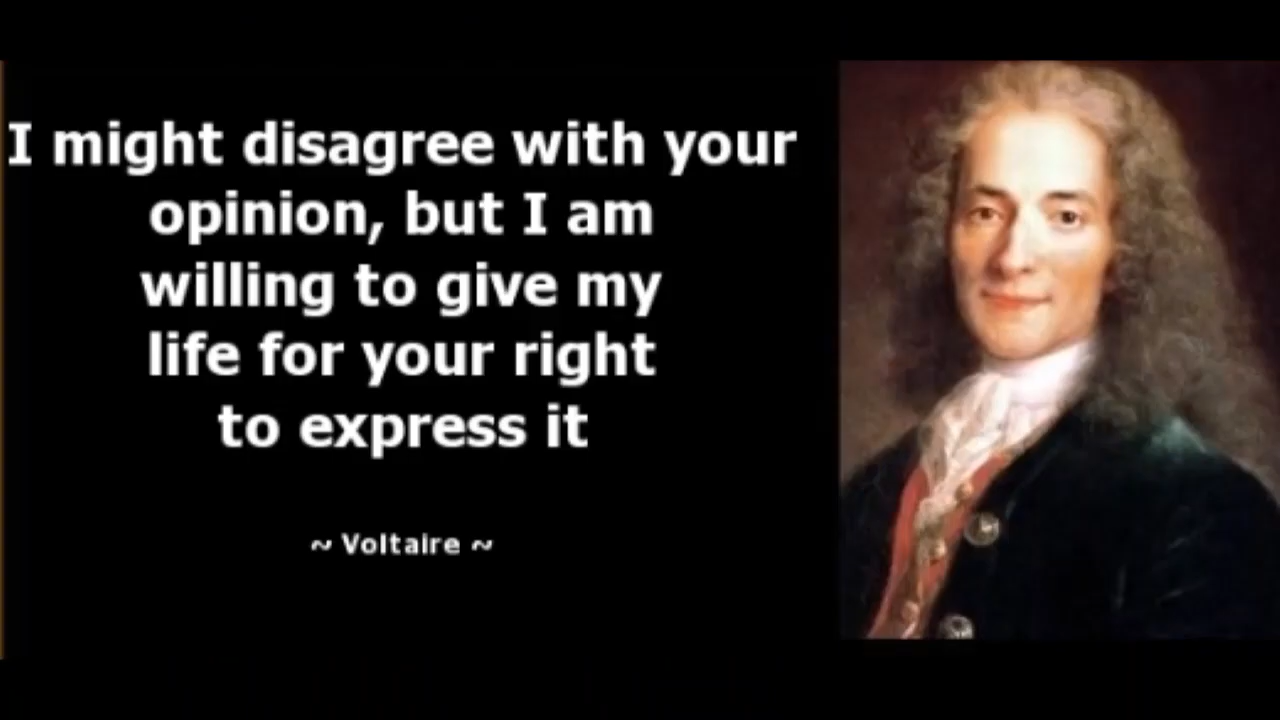 I might disagree with your
opinion, but I am
willing to give my
life for your right
to express it
~ Voltaire ~